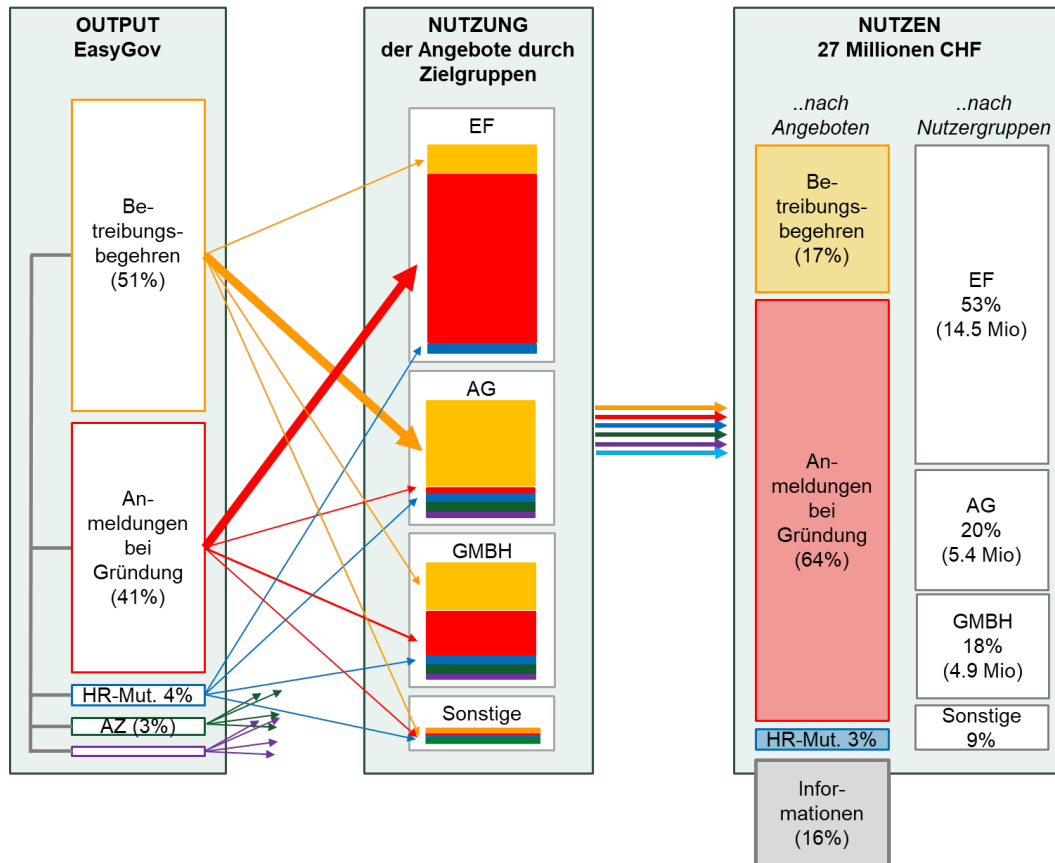 OUTPUT
EasyGov
Be-
treibungs-
begehren
(51%)
An-
meldungen
bei
Gründung
(41%)
HR-Mut. 4%
AZ (3%)
NUTZUNG
der Angebote durch
Zielgruppen
EF
AG
GMBH
Sonstige
NUTZEN
27 Millionen CHF
..nach
Angeboten
Be-
treibungs-
begehren
(17%)
An-
meldungen
bei
Gründung
(64%)
HR-Mut. 3%
Infor-
mationen
(16%)
..nach
Nutzergruppen
EF
53%
(14.5 Mio)
AG
20%
(5.4 Mio)
GMBH
18%
(4.9 Mio)
Sonstige
9%